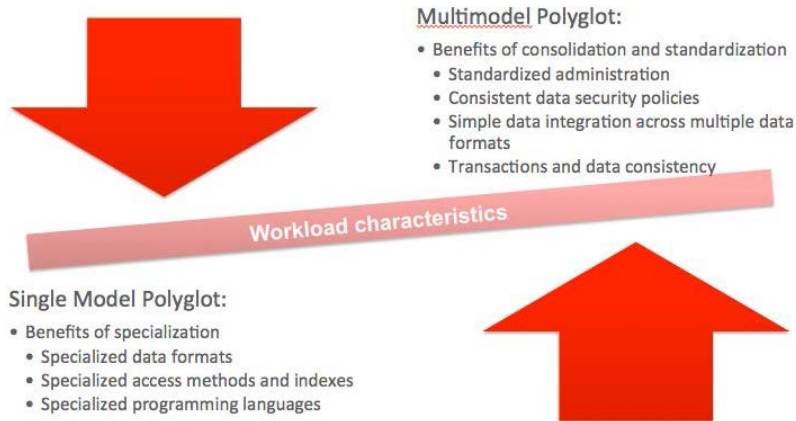 Multimodel Polyglot:
• Benefits of consolidation and standardization
• Standardized administration
• Consistent data security policies
• Simple data integration across multiple data
formats
• Transactions and data consistency
Workload characteristics
Single Model Polyglot:
• Benefits of specialization
• Specialized data formats
• Specialized access methods and indexes
• Specialized programming languages